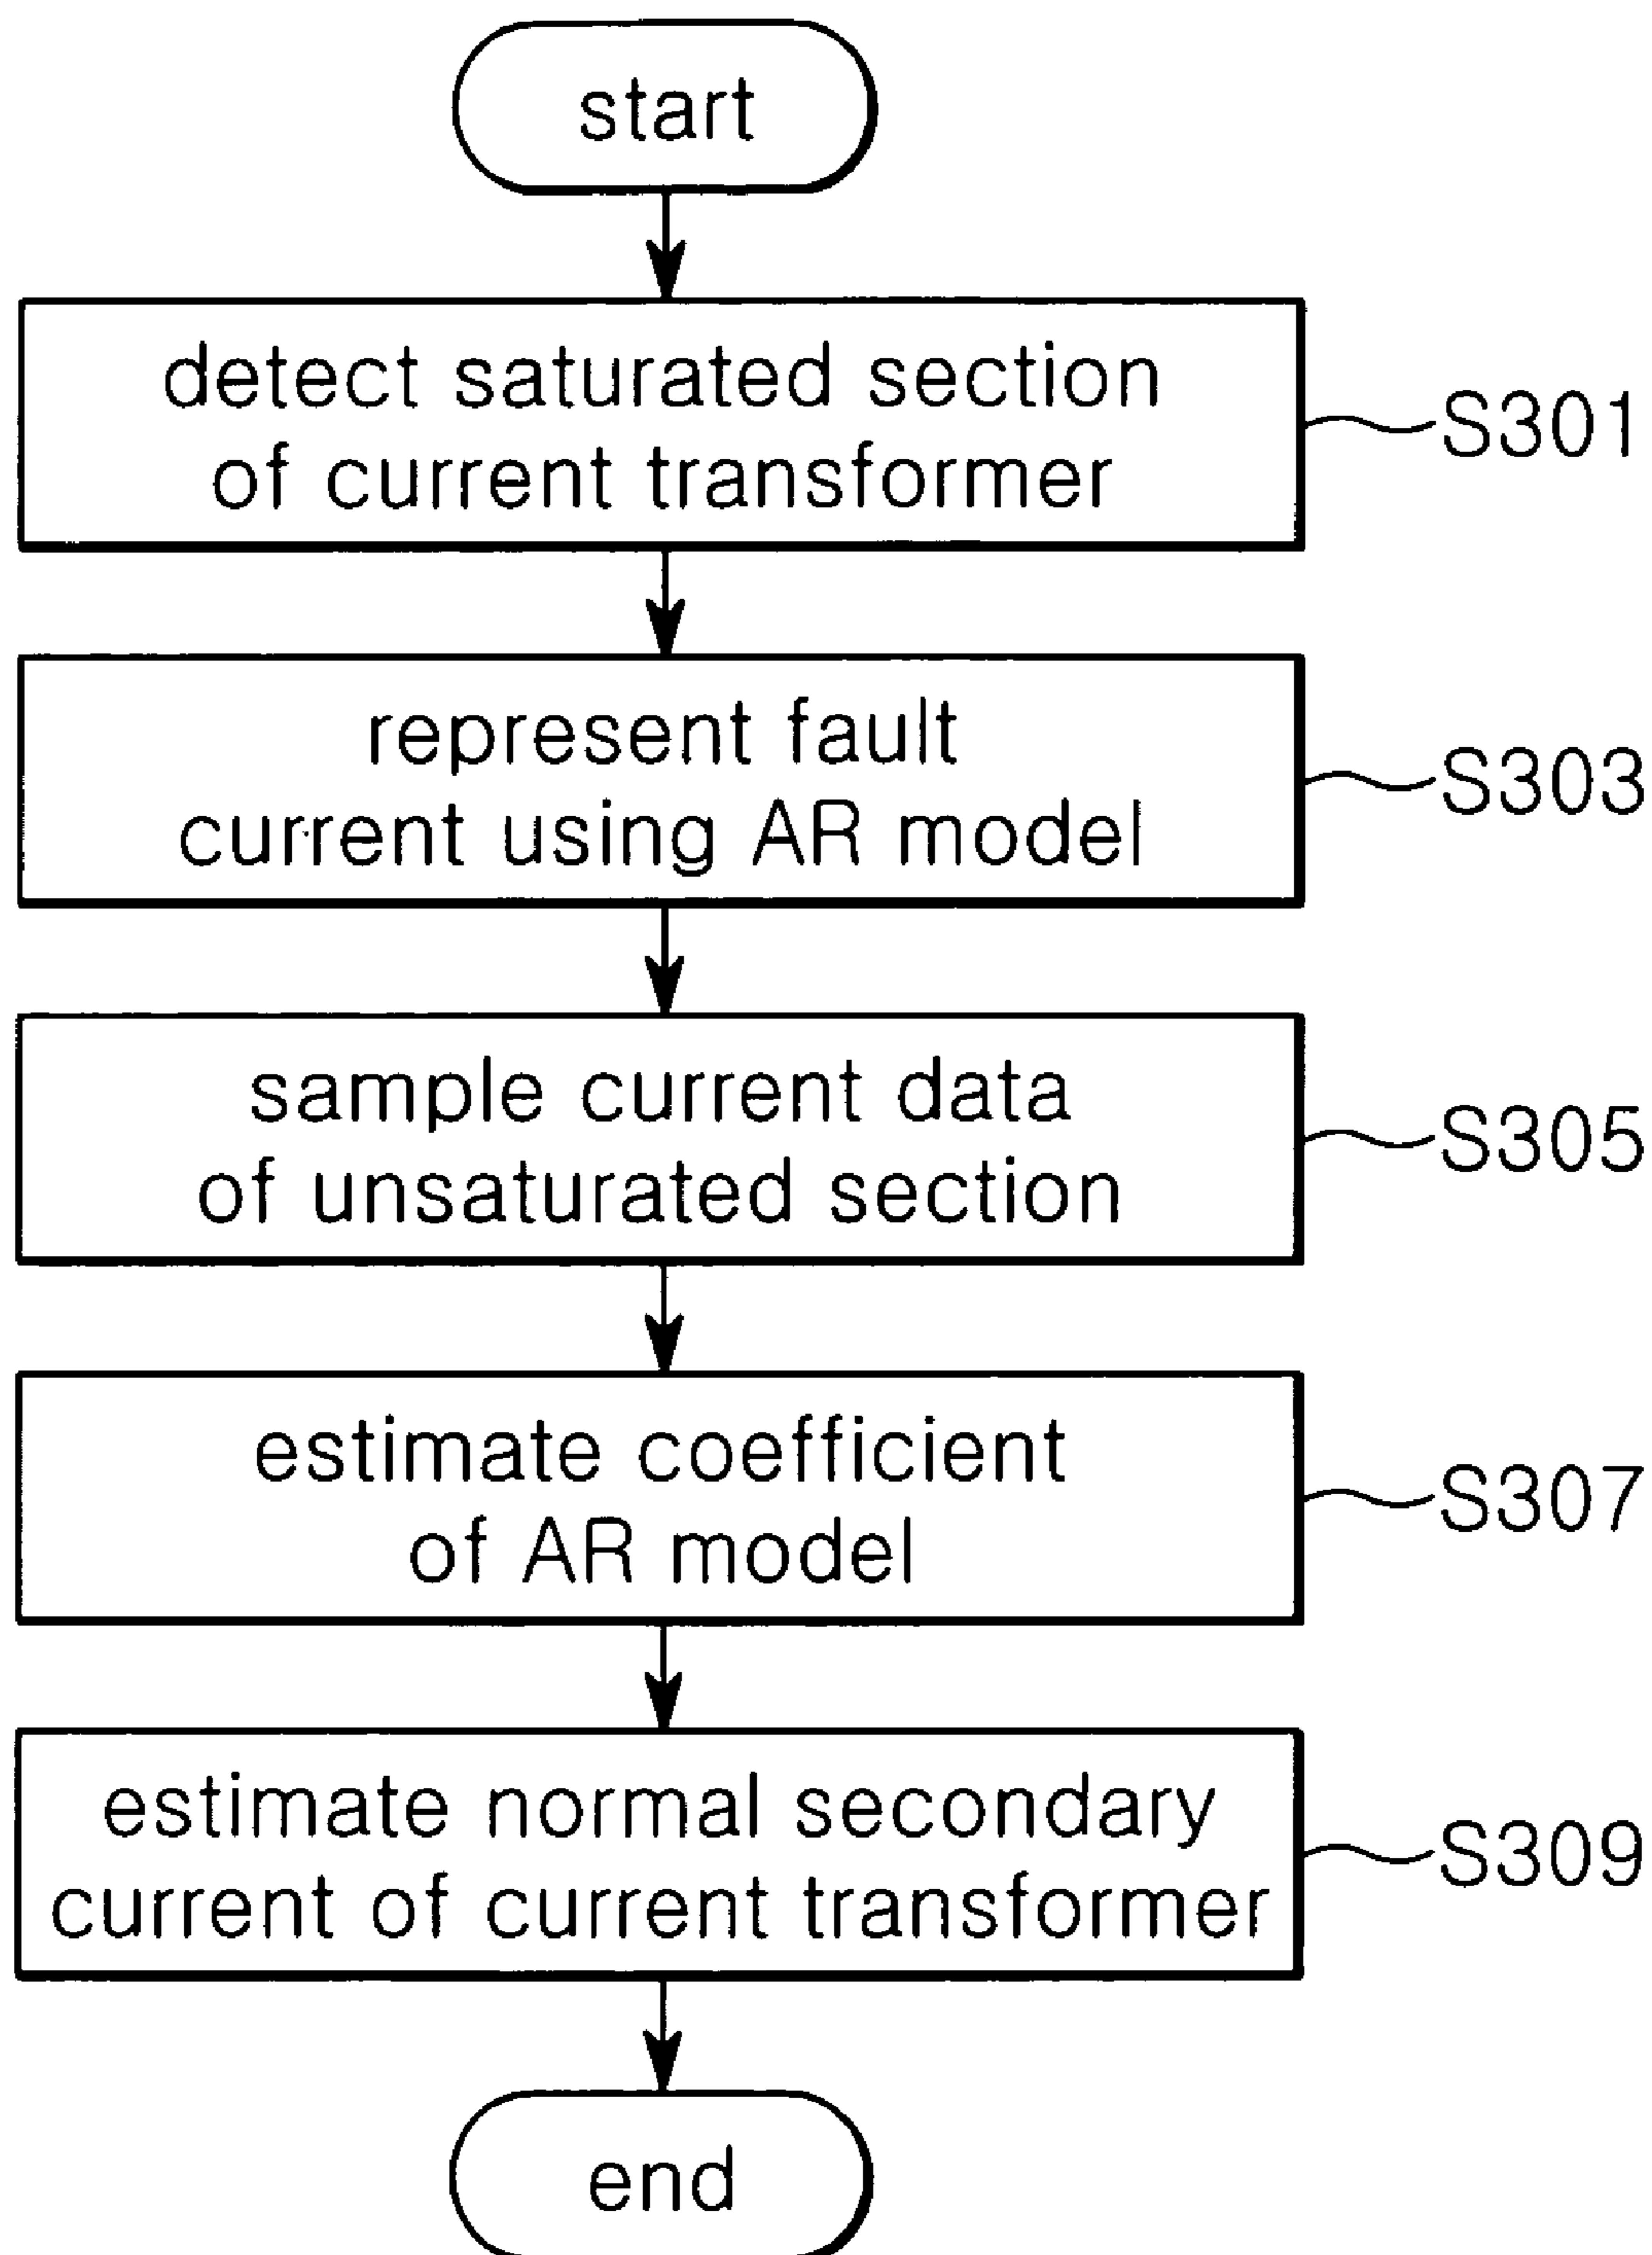 start
detect saturated section
of current transformer
S301
represent fault
current using AR model
S303
sample current data
of unsaturated section
S305
estimate coefficient
of AR model
S307
estimate normal secondary
current of current transformer
S309
end